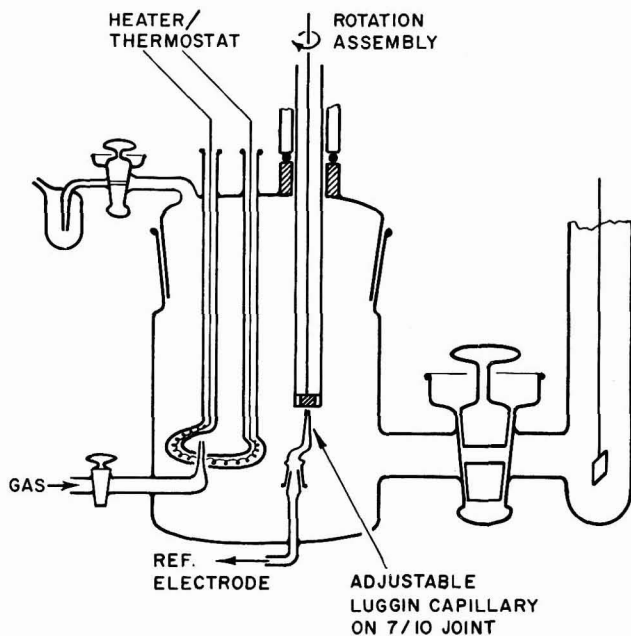 HEATER/
THERMOSTAT
ROTATION
ASSEMBLY
GAS
REF.
ELECTRODE
ADJUSTABLE
LUGGIN CAPILLARY
ON 7/10 JOINT